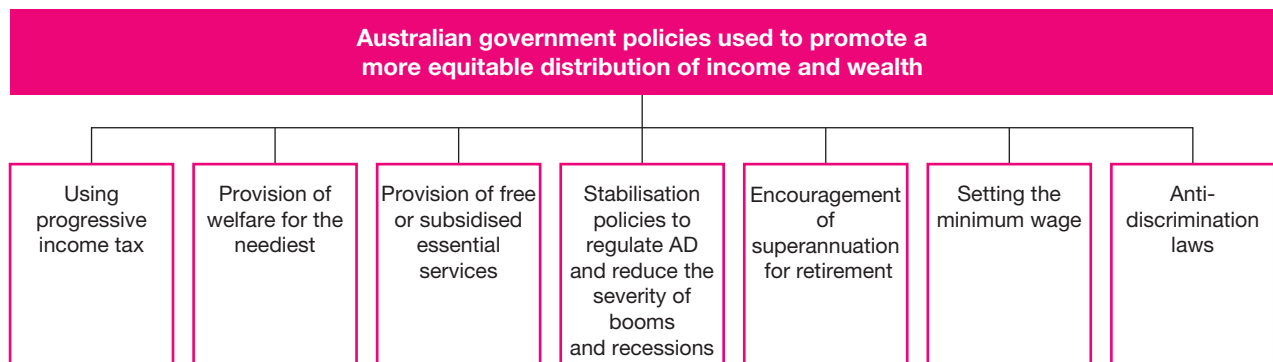 Australian government policies used to promote a
more equitable distribution of income and wealth
Using
progressive
income tax
Provision of
welfare for the
neediest
Provision of free
or subsidised
essential
services
Stabilisation
policies to
regulate AD
and reduce the
severity of
booms
and recessions
Encouragement
of
superannuation
for retirement
Setting the
minimum wage
Anti-
discrimination
laws